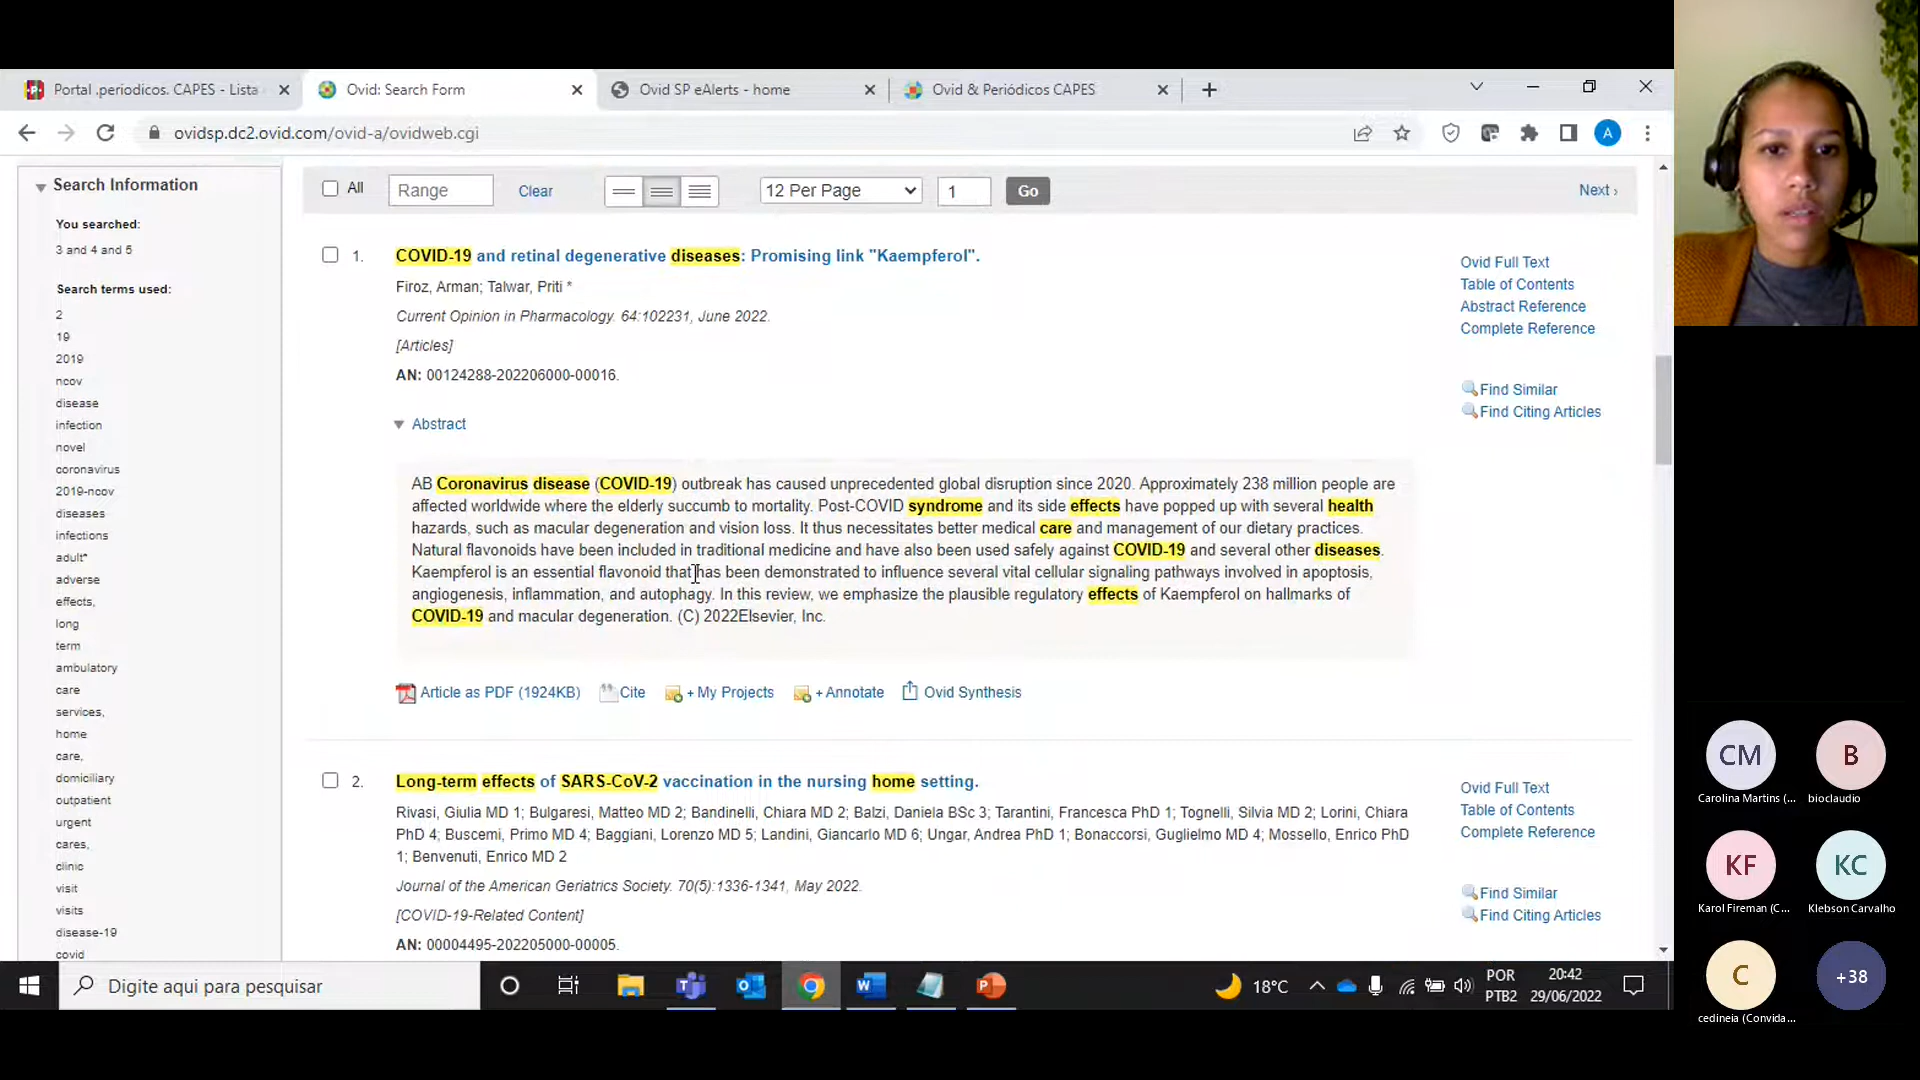 Portal .periodicos. CAPES - Lista
Ovid: Search Form
Ovid SP eAlerts - home
Ovid & Periódicos CAPES
ovidsp.dc2.ovid.com/ovid-a/ovidweb.cgi
A
Search Information
You searched:
3 and 4 and 5
Search terms used:
2
19
2019
ncov
disease
infection
novel
coronavirus
2019-ncov
diseases
infections
adult*
adverse
effects,
long
term
ambulatory
care
services,
home
care,
domiciliary
outpatient
urgent
cares,
clinic
visit
visits
disease-19
covid
All
Range
Clear
12 Per Page
1
Go
Next ›
1.
COVID-19 and retinal degenerative diseases: Promising link "Kaempferol".
Firoz, Arman; Talwar, Priti *
Current Opinion in Pharmacology. 64:102231, June 2022.
[Articles]
AN: 00124288-202206000-00016.
Abstract
AB Coronavirus disease (COVID-19) outbreak has caused unprecedented global disruption since 2020. Approximately 238 million people are
affected worldwide where the elderly succumb to mortality. Post-COVID syndrome and its side effects have popped up with several health
hazards, such as macular degeneration and vision loss. It thus necessitates better medical care and management of our dietary practices.
Natural flavonoids have been included in traditional medicine and have also been used safely against COVID-19 and several other diseases.
Kaempferol is an essential flavonoid that has been demonstrated to influence several vital cellular signaling pathways involved in apoptosis,
angiogenesis, inflammation, and autophagy. In this review, we emphasize the plausible regulatory effects of Kaempferol on hallmarks of
COVID-19 and macular degeneration. (C) 2022Elsevier, Inc.
Article as PDF (1924KB)
Cite
+ My Projects
+ Annotate
Ovid Synthesis
Ovid Full Text
Table of Contents
Abstract Reference
Complete Reference
Find Similar
Find Citing Articles
2.
Long-term effects of SARS-CoV-2 vaccination in the nursing home setting.
Rivasi, Giulia MD 1; Bulgaresi, Matteo MD 2; Bandinelli, Chiara MD 2; Balzi, Daniela BSc 3; Tarantini, Francesca PhD 1; Tognelli, Silvia MD 2; Lorini, Chiara
PhD 4; Buscemi, Primo MD 4; Baggiani, Lorenzo MD 5; Landini, Giancarlo MD 6; Ungar, Andrea PhD 1; Bonaccorsi, Guglielmo MD 4; Mossello, Enrico PhD
1; Benvenuti, Enrico MD 2
Journal of the American Geriatrics Society. 70(5):1336-1341, May 2022.
[COVID-19-Related Content]
AN: 00004495-202205000-00005.
Ovid Full Text
Table of Contents
Complete Reference
Find Similar
Find Citing Articles
Digite aqui para pesquisar
18°C
POR
PTB2
20:42
29/06/2022
CM
Carolina Martins (...
B
bioclaudio
KF
Karol Fireman (C...
KC
Klebson Carvalho
C
cedineia (Convida...
+38